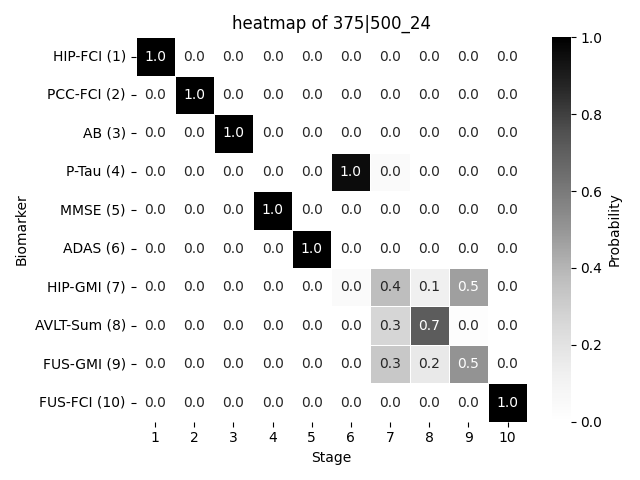 heatmap of 375|500_24
HIP-FCI (1) 1.0 0.0 0.0 0.0 0.0 0.0 0.0 0.0 0.0 0.0
PCC-FCI (2) 0.0 1.0 0.0 0.0 0.0 0.0 0.0 0.0 0.0 0.0
AB (3) 0.0 0.0 1.0 0.0 0.0 0.0 0.0 0.0 0.0 0.0
P-Tau (4) 0.0 0.0 0.0 0.0 0.0 1.0 0.0 0.0 0.0 0.0
MMSE (5) 0.0 0.0 0.0 1.0 0.0 0.0 0.0 0.0 0.0 0.0
ADAS (6) 0.0 0.0 0.0 0.0 1.0 0.0 0.0 0.0 0.0 0.0
HIP-GMI (7) 0.0 0.0 0.0 0.0 0.0 0.0 0.4 0.1 0.5 0.0
AVLT-Sum (8) 0.0 0.0 0.0 0.0 0.0 0.0 0.3 0.7 0.0 0.0
FUS-GMI (9) 0.0 0.0 0.0 0.0 0.0 0.0 0.3 0.2 0.5 0.0
FUS-FCI (10) 0.0 0.0 0.0 0.0 0.0 0.0 0.0 0.0 0.0 1.0
1 2 3 4 5 6 7 8 9 10
Stage
Biomarker
1.0
0.8
0.6
0.4
0.2
0.0
Probability